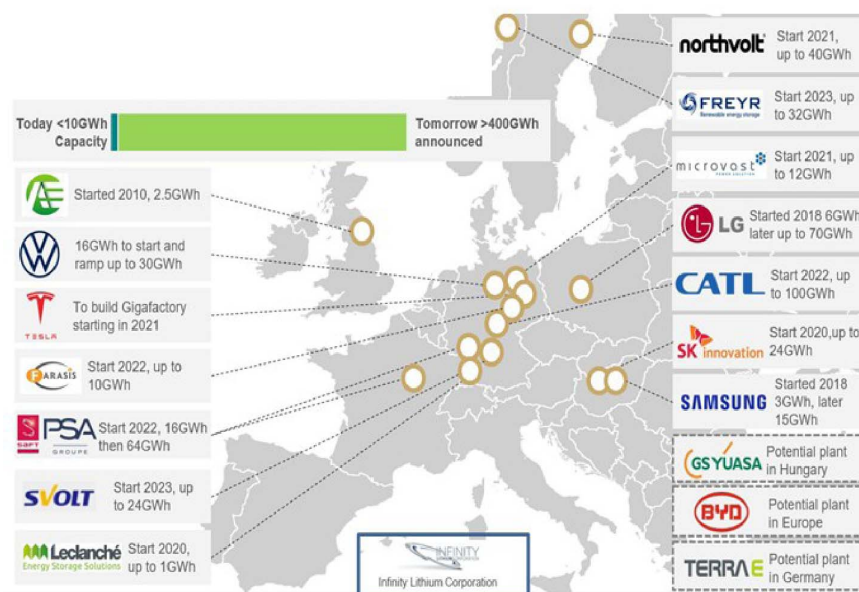 Today <10GWh
Capacity
Tomorrow >400GWh
announced
Started 2010, 2.5GWh
16GWh to start and
ramp up to 30GWh
TESLA
To build Gigafactory
starting in 2021
FARASIS
Start 2022, up to
10GWh
SAFT
PSA
GROUPE
Start 2022, 16GWh
then 64GWh
SVOLT
Start 2023, up
to 24GWh
Leclanché
Energy Storage Solutions
Start 2020,
up to 1GWh
northvolt
Start 2021,
up to 40GWh
FREYR
Renewable energy storage
Start 2023, up
to 32GWh
microvast
POWER SOLUTION
Start 2021, up
to 12GWh
LG
Started 2018 6GWh
later up to 70GWh
CATL
Start 2022, up
to 100GWh
SK innovation
Start 2020,up to
24GWh
SAMSUNG
Started 2018
3GWh, later
15GWh
GS YUASA
Potential plant
in Hungary
BYD
Potential plant
in Europe
TERRA E
Potential plant
in Germany
INFINITY
Infinity Lithium Corporation